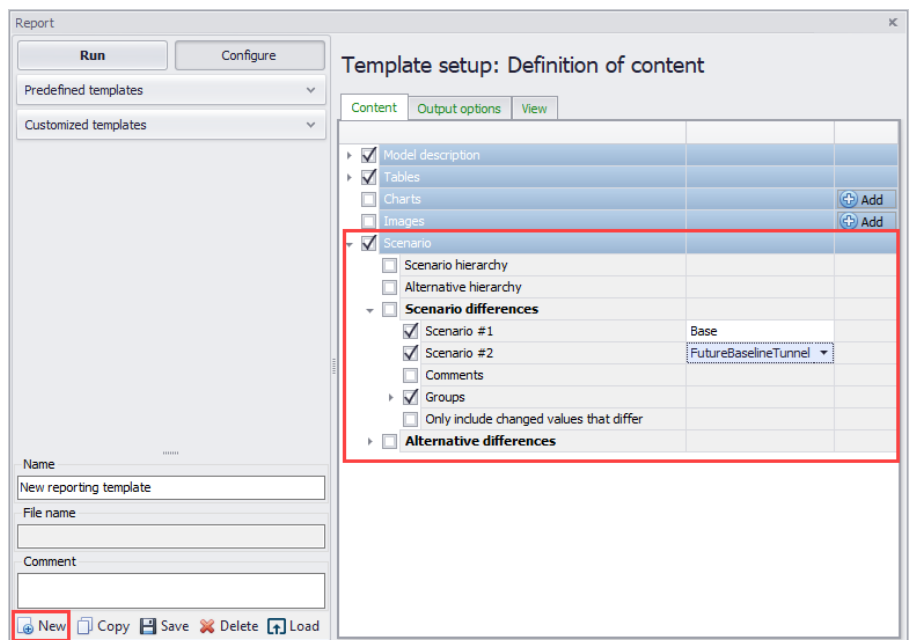 Report
Run
Configure
Predefined templates
Customized templates
Name
New reporting template
File name
Comment
New
Copy
Save
Delete
Load
Template setup: Definition of content
Content
Output options
View
Model description
Tables
Charts
Add
Images
Add
Scenario
Scenario hierarchy
Alternative hierarchy
Scenario differences
Scenario #1
Base
Scenario #2
FutureBaselineTunnel
Comments
Groups
Only include changed values that differ
Alternative differences